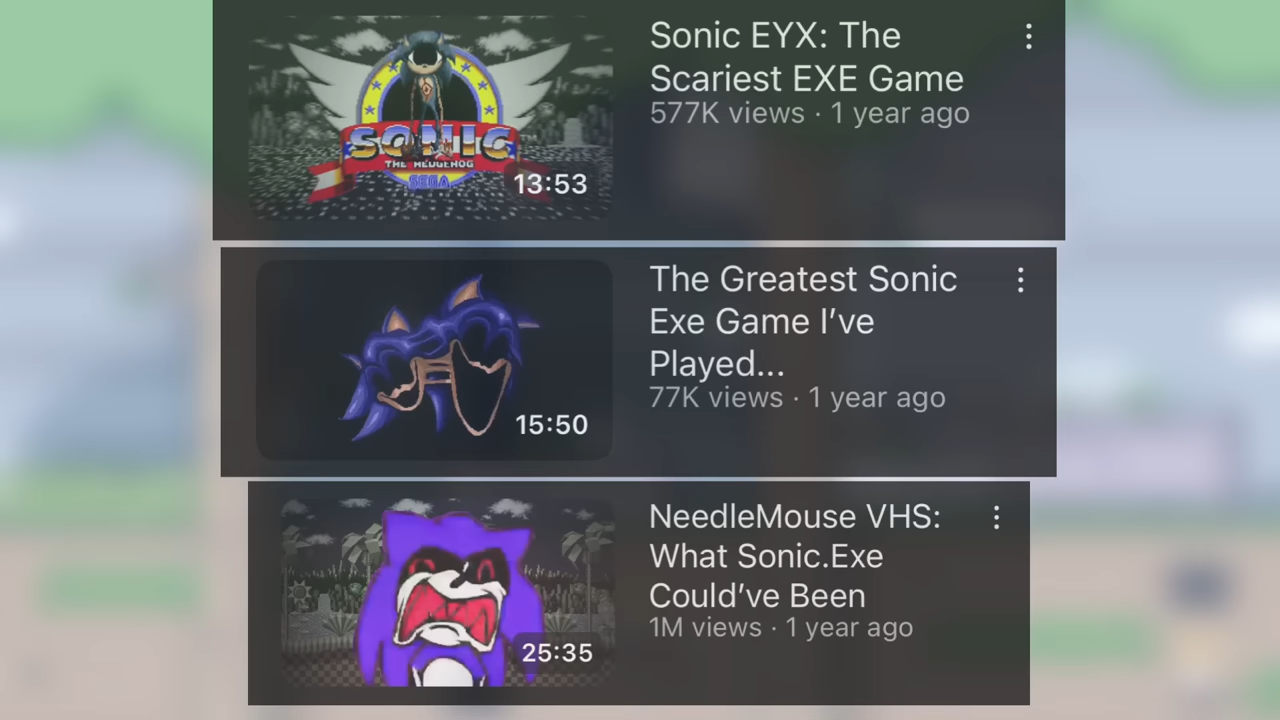 SONIC
THE HEDGEHOG
SEGA
13:53
Sonic EYX: The
Scariest EXE Game
577K views · 1 year ago
15:50
The Greatest Sonic
Exe Game I’ve
Played...
77K views · 1 year ago
25:35
NeedleMouse VHS:
What Sonic.Exe
Could’ve Been
1M views · 1 year ago